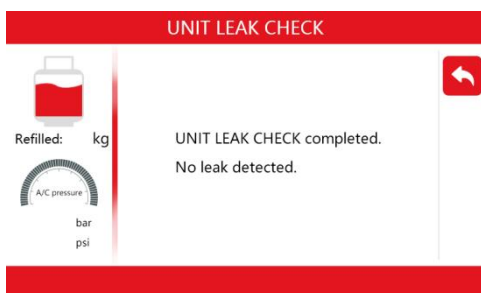 UNIT LEAK CHECK
Refilled: kg
A/C pressure
bar
psi
UNIT LEAK CHECK completed.
No leak detected.